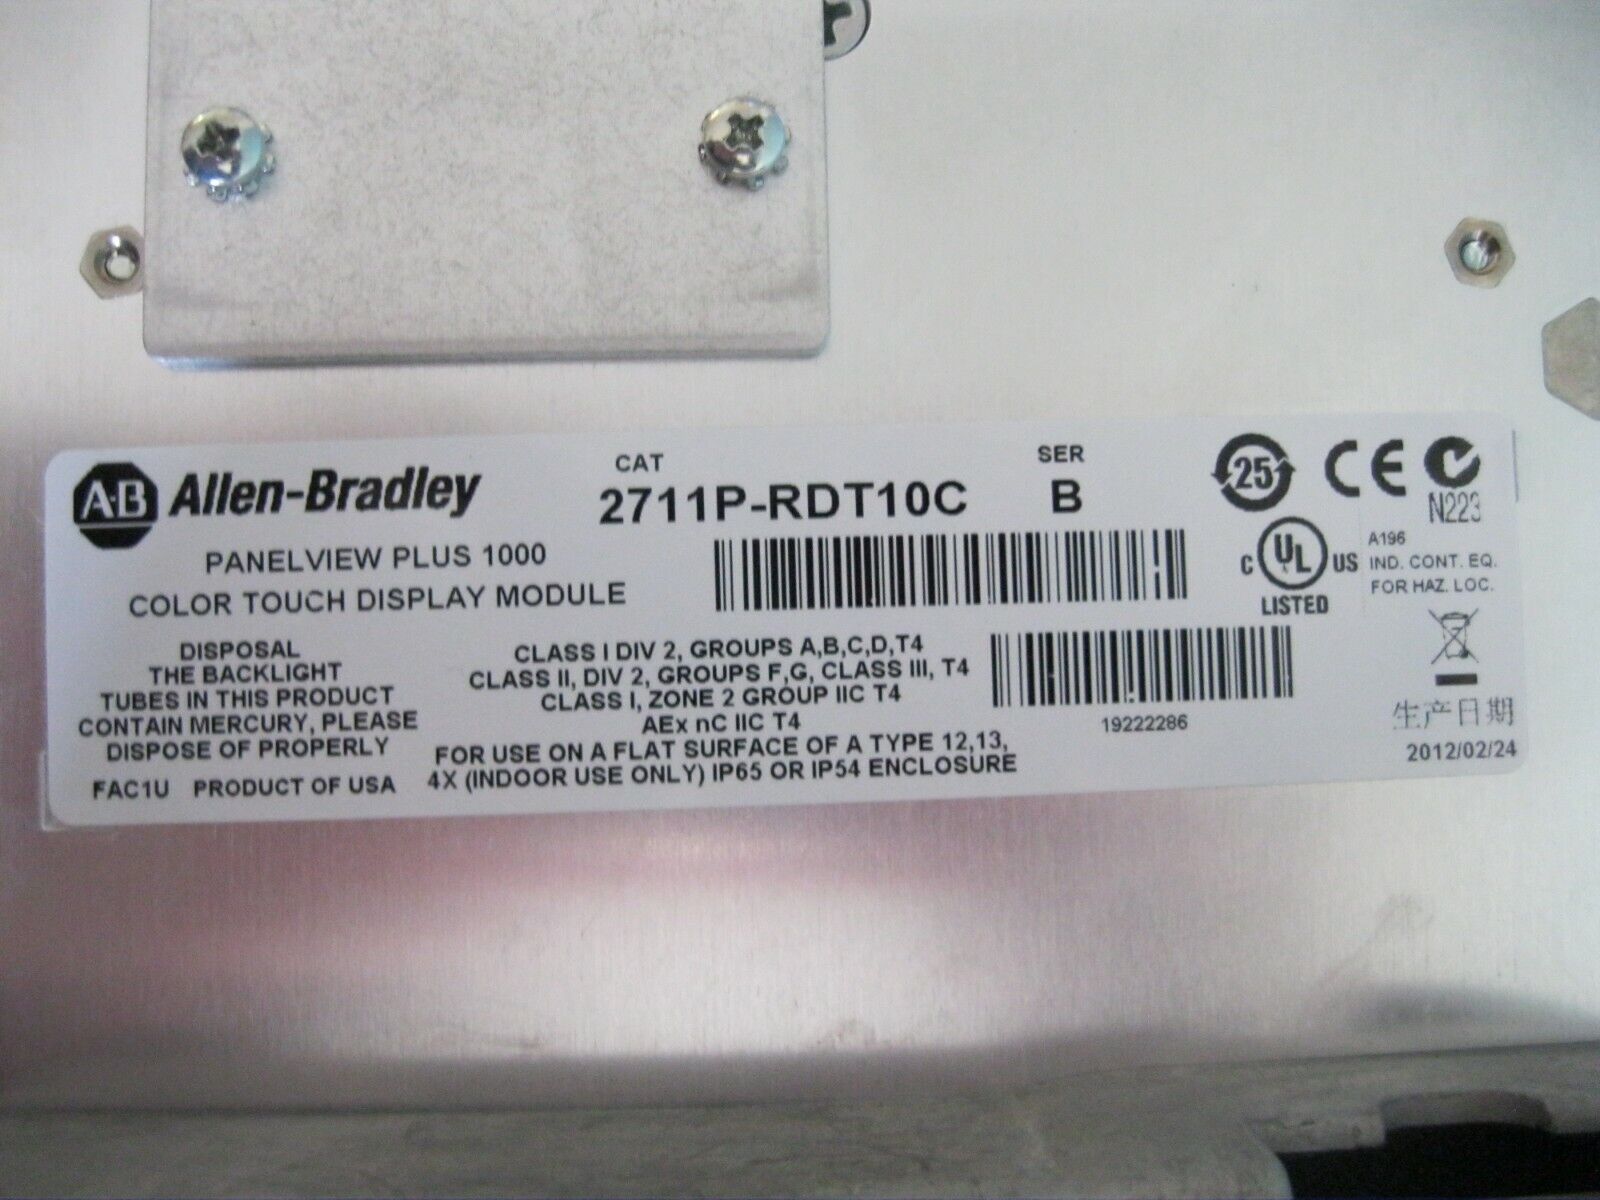 A·B Allen-Bradley
CAT
2711P-RDT10C
SER
B
PANELVIEW PLUS 1000
COLOR TOUCH DISPLAY MODULE
DISPOSAL
THE BACKLIGHT
TUBES IN THIS PRODUCT
CONTAIN MERCURY, PLEASE
DISPOSE OF PROPERLY
FAC1U PRODUCT OF USA
CLASS I DIV 2, GROUPS A,B,C,D,T4
CLASS II, DIV 2, GROUPS F,G, CLASS III, T4
CLASS I, ZONE 2 GROUP IIC T4
AEx nC IIC T4
FOR USE ON A FLAT SURFACE OF A TYPE 12,13,
4X (INDOOR USE ONLY) IP65 OR IP54 ENCLOSURE
19222286
25
CE
N223
C UL US
LISTED
A196
IND. CONT. EQ.
FOR HAZ. LOC.
生产日期
2012/02/24